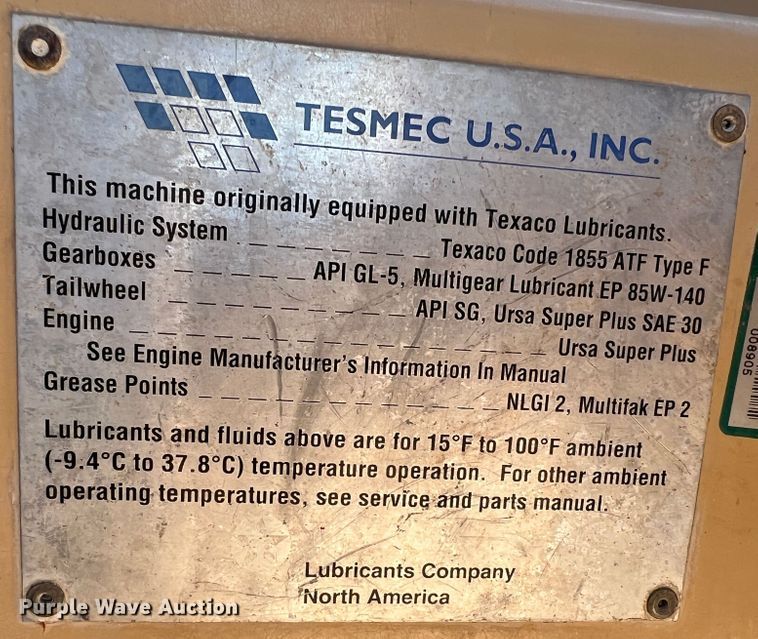 TESMEC U.S.A., INC.
This machine originally equipped with Texaco Lubricants.
Hydraulic System _ _ _ _ _ _ _ Texaco Code 1855 ATF Type F
Gearboxes _ _ _ _ _ API GL-5, Multigear Lubricant EP 85W-140
Tailwheel _ _ _ _ _ _ _ _ _ API SG, Ursa Super Plus SAE 30
Engine _ _ _ _ _ _ _ _ _ _ _ _ _ _ _ _ Ursa Super Plus
See Engine Manufacturer's Information In Manual
Grease Points _ _ _ _ _ _ _ _ _ _ _ NLGI 2, Multifak EP 2
Lubricants and fluids above are for 15°F to 100°F ambient
(-9.4°C to 37.8°C) temperature operation. For other ambient
operating temperatures, see service and parts manual.
Lubricants Company
North America
008905
Purple Wave Auction